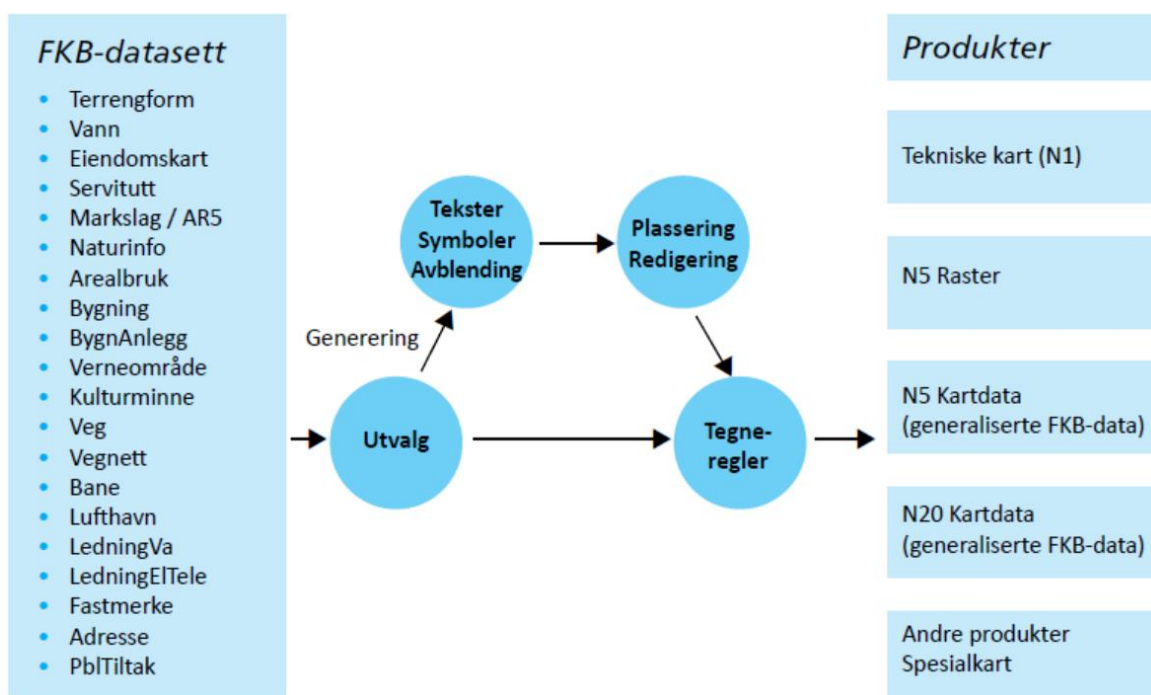 FKB-datasett
• Terrengform
• Vann
• Eiendomskart
• Servitutt
• Markslag / AR5
• Naturinfo
• Arealbruk
• Bygning
• BygnAnlegg
• Verneområde
• Kulturminne
• Veg
• Vegnett
• Bane
• Lufthavn
• LedningVa
• LedningElTele
• Fastmerke
• Adresse
• PblTiltak
Generering
Utvalg
Tekster
Symboler
Avblending
Plassering
Redigering
Tegne-
regler
Produkter
Tekniske kart (N1)
N5 Raster
N5 Kartdata
(generaliserte FKB-data)
N20 Kartdata
(generaliserte FKB-data)
Andre produkter
Spesialkart